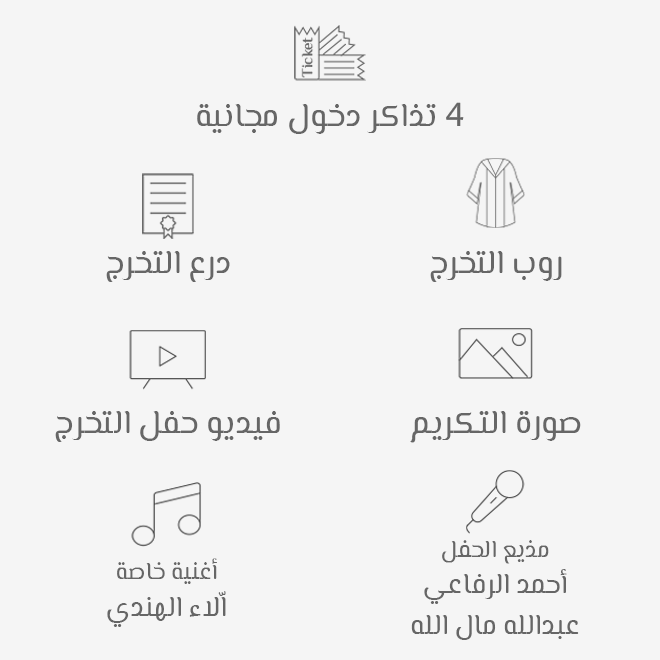 Ticket
4 تذاكر دخول مجانية
روب التخرج
درع التخرج
صورة التكريم
فيديو حفل التخرج
مذيع الحفل
أحمد الرفاعي
عبدالله مال الله
أغنية خاصة
آلاء الهندي